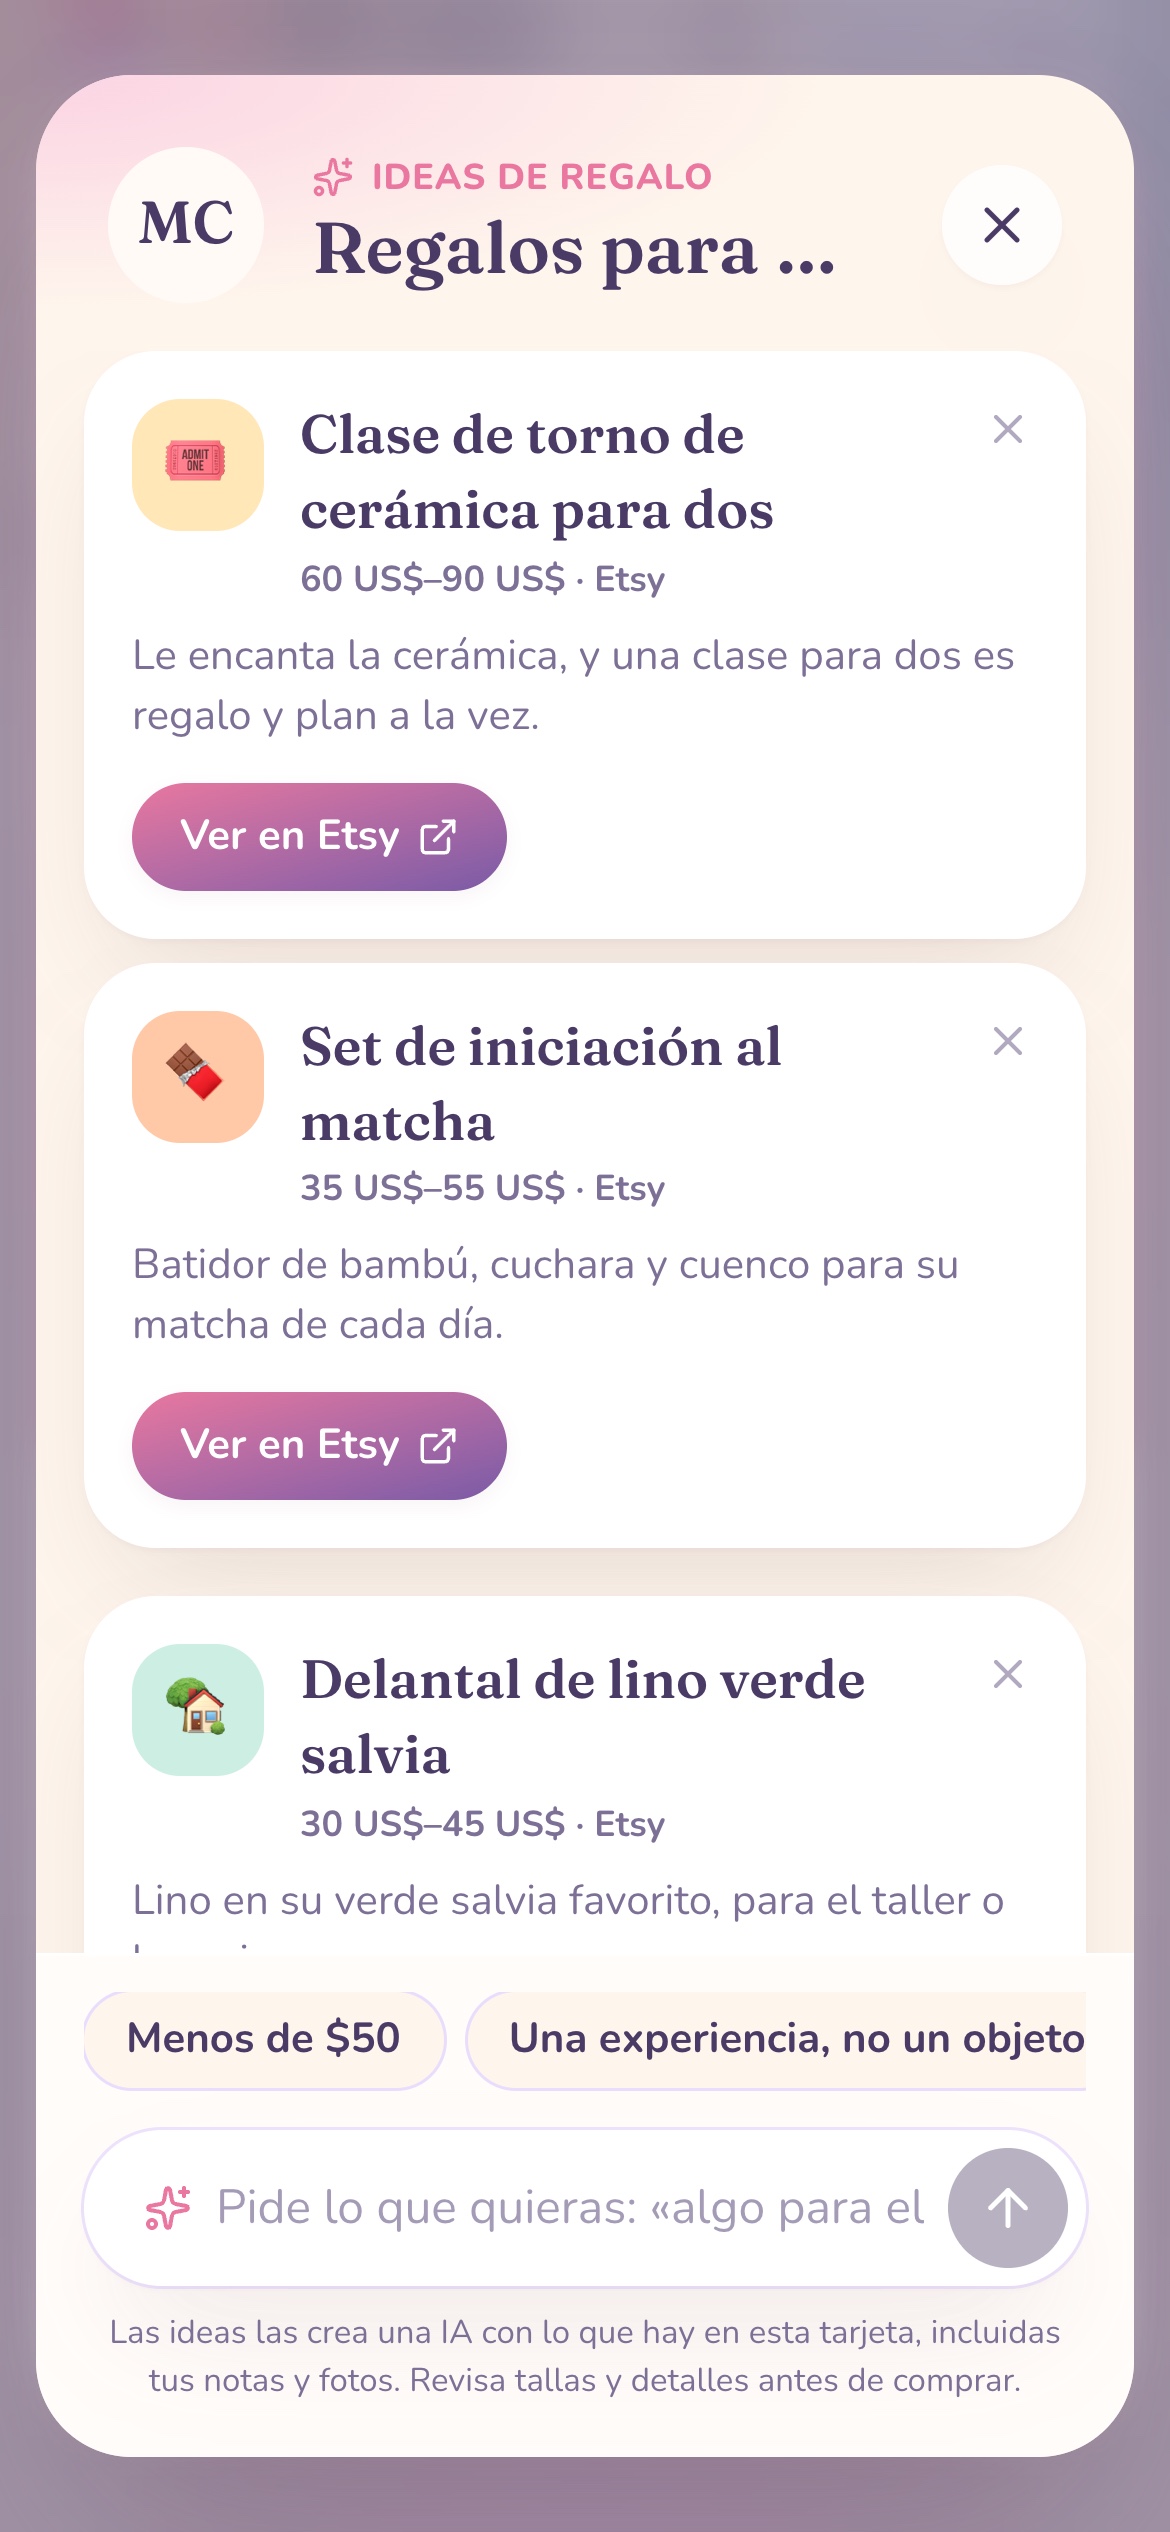 MC
IDEAS DE REGALO
Regalos para ...
ADMIT
ONE
Clase de torno de
cerámica para dos
60 US$–90 US$ · Etsy
Le encanta la cerámica, y una clase para dos es
regalo y plan a la vez.
Ver en Etsy
Set de iniciación al
matcha
35 US$–55 US$ · Etsy
Batidor de bambú, cuchara y cuenco para su
matcha de cada día.
Ver en Etsy
Delantal de lino verde
salvia
30 US$–45 US$ · Etsy
Lino en su verde salvia favorito, para el taller o
Menos de $50
Una experiencia, no un objeto
Pide lo que quieras: «algo para el
Las ideas las crea una IA con lo que hay en esta tarjeta, incluidas
tus notas y fotos. Revisa tallas y detalles antes de comprar.